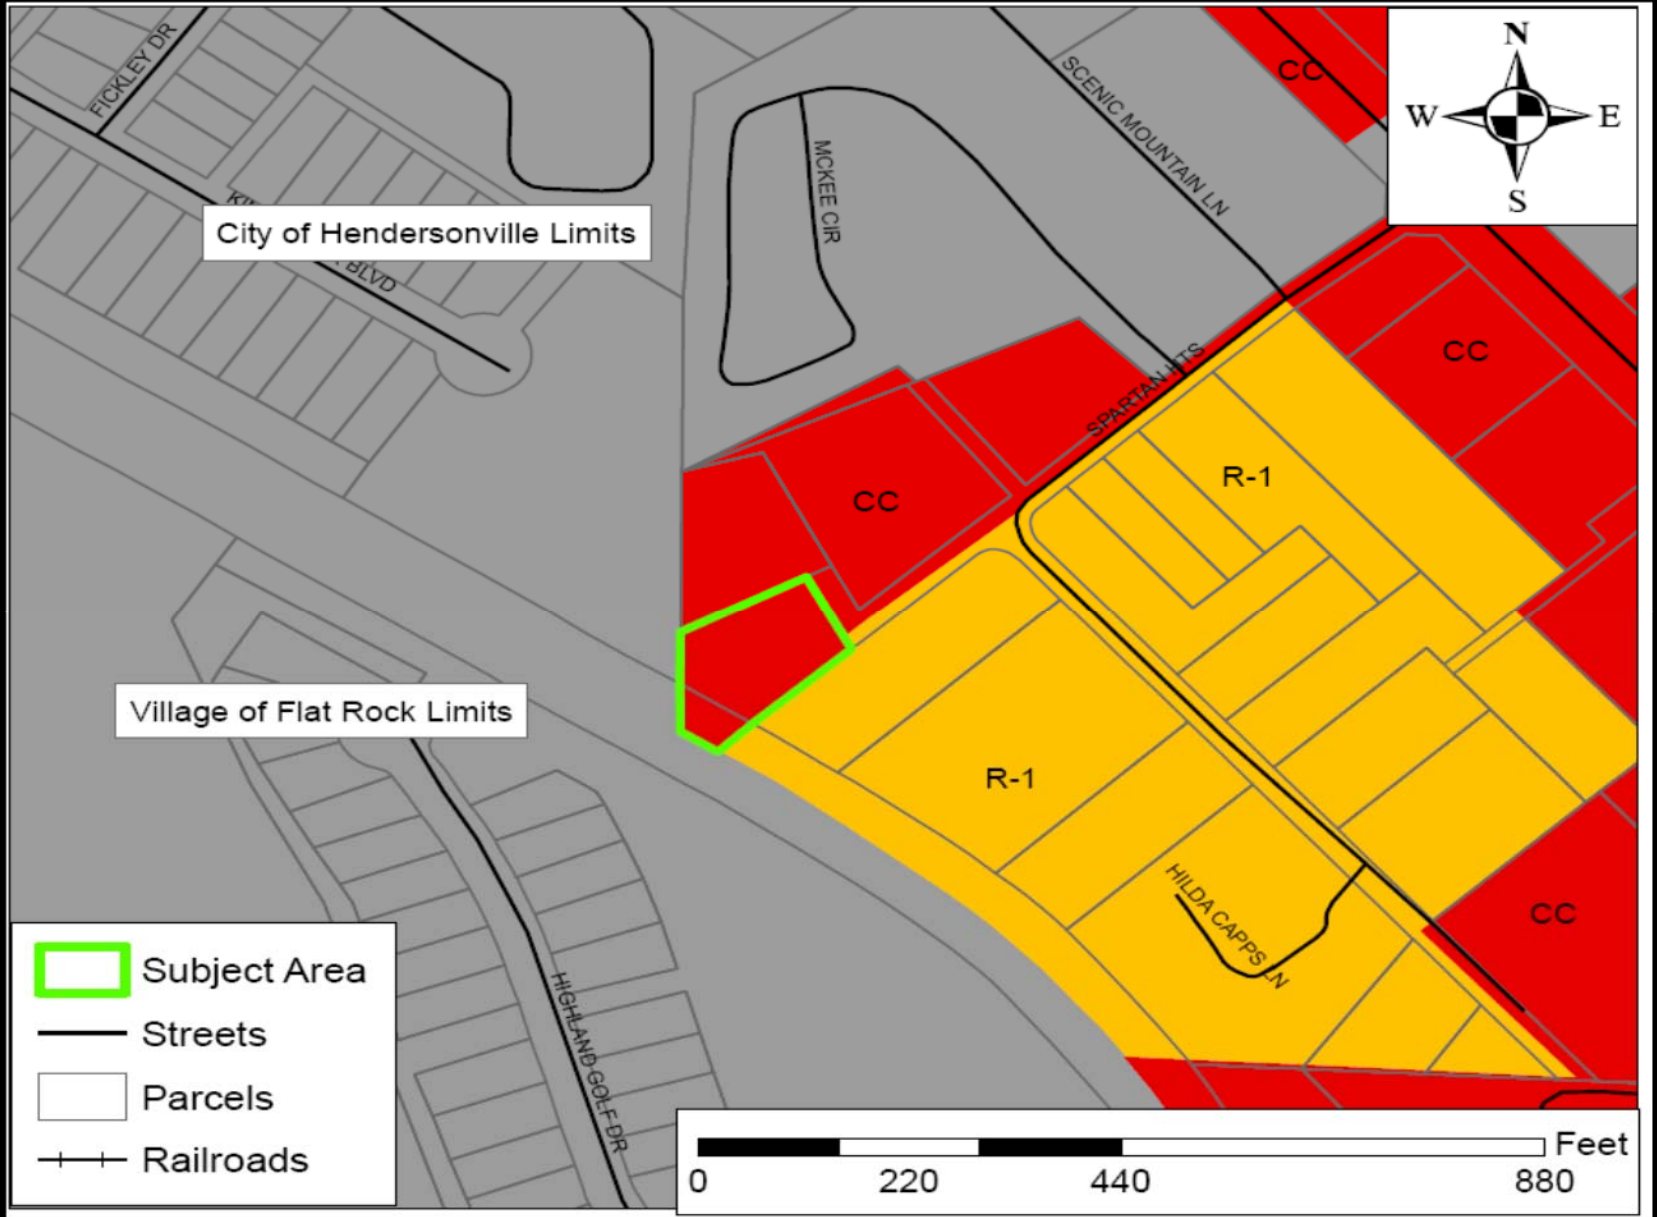 FICKLEY DR
CC
N
W E
S
SCENIC MOUNTAIN LN
MCKEE CIR
City of Hendersonville Limits
BLVD
SPARTAN HTS
CC
R-1
CC
Village of Flat Rock Limits
R-1
HILDA CAPPS LN
CC
HIGHLAND GOLF DR
Subject Area
Streets
Parcels
Railroads
Feet
0 220 440 880